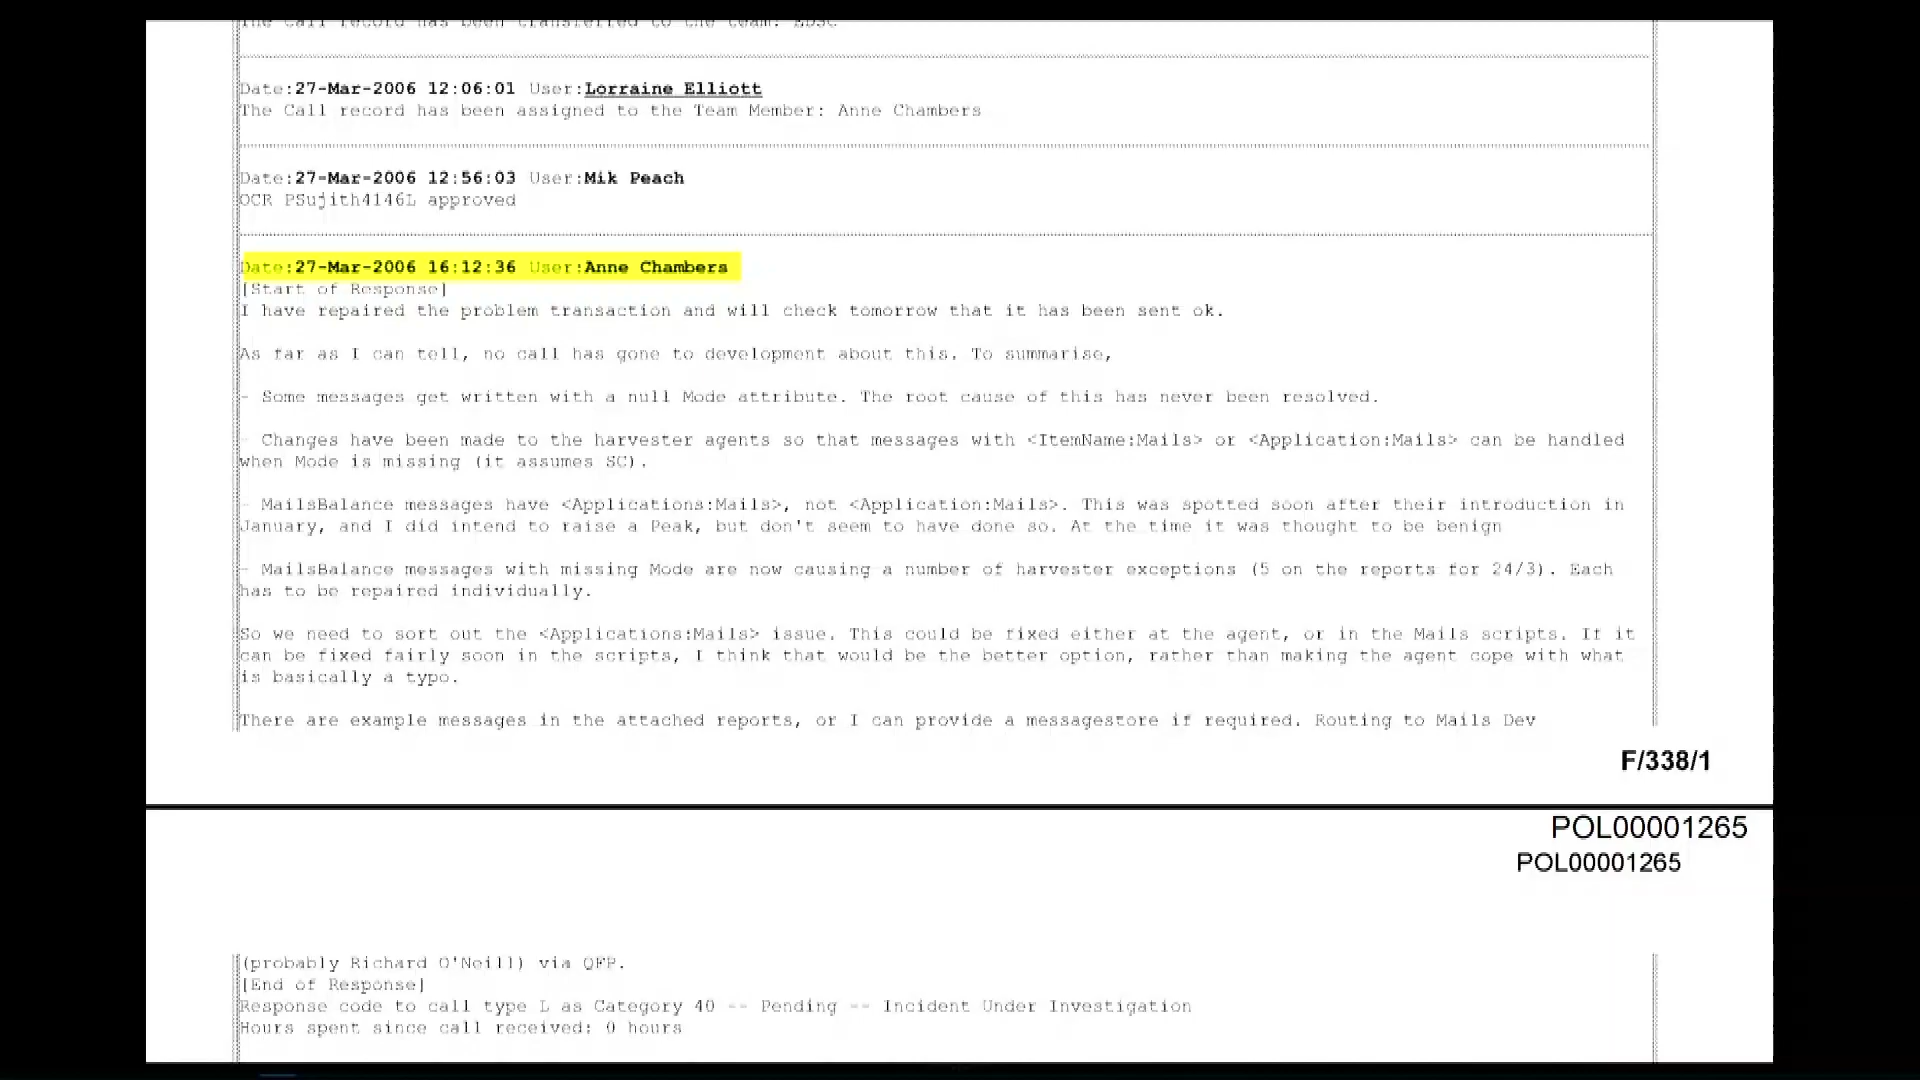 The Call record has been transferred to the team: EDSC
Date:27-Mar-2006 12:06:01 User:Lorraine Elliott
The Call record has been assigned to the Team Member: Anne Chambers
Date:27-Mar-2006 12:56:03 User:Mik Peach
OCR PSujith4146L approved
Date:27-Mar-2006 16:12:36 User:Anne Chambers
[Start of Response]
I have repaired the problem transaction and will check tomorrow that it has been sent ok.
As far as I can tell, no call has gone to development about this. To summarise,
- Some messages get written with a null Mode attribute. The root cause of this has never been resolved.
- Changes have been made to the harvester agents so that messages with <ItemName:Mails> or <Application:Mails> can be handled
when Mode is missing (it assumes SC).
- MailsBalance messages have <Applications:Mails>, not <Application:Mails>. This was spotted soon after their introduction in
January, and I did intend to raise a Peak, but don't seem to have done so. At the time it was thought to be benign
- MailsBalance messages with missing Mode are now causing a number of harvester exceptions (5 on the reports for 24/3). Each
has to be repaired individually.
So we need to sort out the <Applications:Mails> issue. This could be fixed either at the agent, or in the Mails scripts. If it
can be fixed fairly soon in the scripts, I think that would be the better option, rather than making the agent cope with what
is basically a typo.
There are example messages in the attached reports, or I can provide a messagestore if required. Routing to Mails Dev
F/338/1
POL00001265
POL00001265
(probably Richard O'Neill) via QFP.
[End of Response]
Response code to call type L as Category 40 -- Pending -- Incident Under Investigation
Hours spent since call received: 0 hours